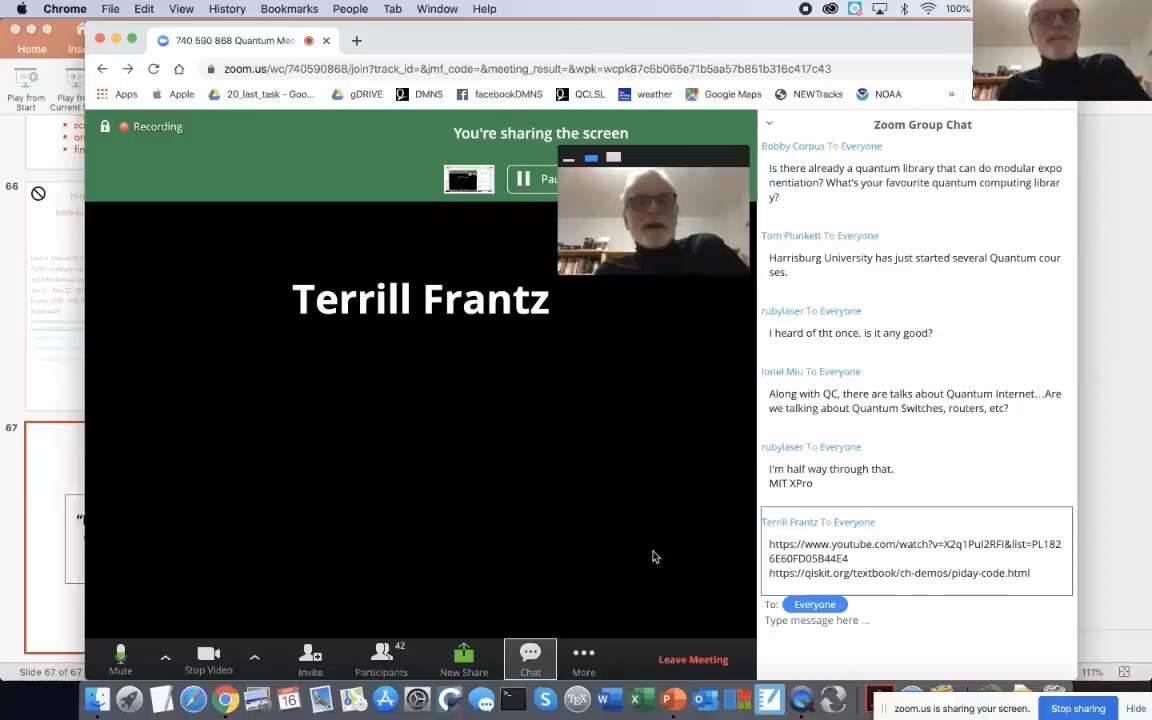 Chrome File Edit View History Bookmarks People Tab Window Help 100%
Home
740 590 868 Quantum Mee
zoom.us/wc/740590868/join?track_id=&jmf_code=&meeting_result=&wpk=wcpk87c6b065e71b5aa57b851b316c417c43
Play from
Start
Play
Curre
Apps Apple 20_last_task - Goo... gDRIVE DMNS facebookDMNS QCLSL weather Google Maps NEWTracks NOAA »
Recording
You're sharing the screen
Pau
Terrill Frantz
Zoom Group Chat
Bobby Corpus To Everyone
Is there already a quantum library that can do modular expo
nentiation? What's your favourite quantum computing librar
y?
Tom Plunkett To Everyone
Harrisburg University has just started several Quantum cour
ses.
rubylaser To Everyone
I heard of tht once. is it any good?
Ionel Miu To Everyone
Along with QC, there are talks about Quantum Internet...Are
we talking about Quantum Switches, routers, etc?
rubylaser To Everyone
I'm half way through that.
MIT XPro
Terrill Frantz To Everyone
https://www.youtube.com/watch?v=X2q1PuI2RFI&list=PL182
6E60FD05B44E4
https://qiskit.org/textbook/ch-demos/piday-code.html
To: Everyone
Type message here ...
66
67
Mute Stop Video Invite 42 Participants New Share Chat More Leave Meeting
Slide 67 of 67
111%
zoom.us is sharing your screen. Stop sharing Hide